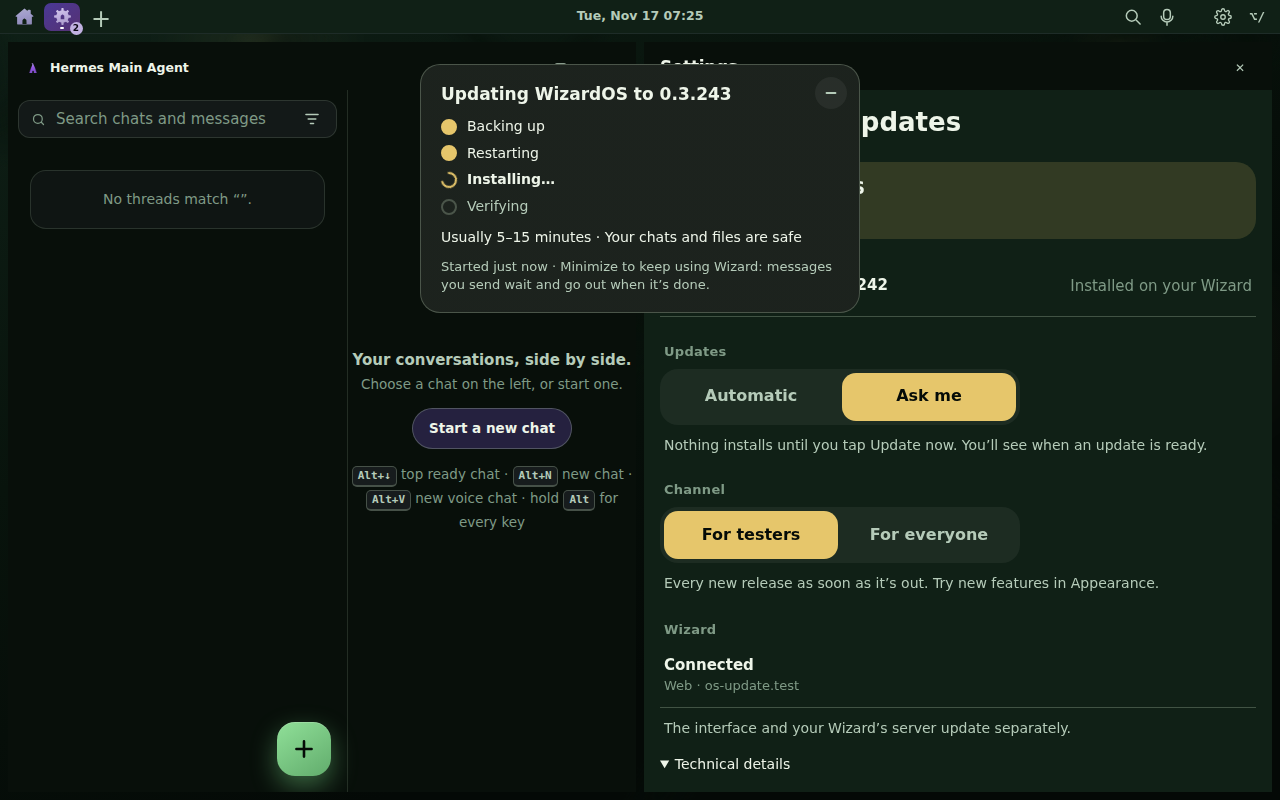 Tue, Nov 17 07:25
2
Hermes Main Agent
Search chats and messages
No threads match “”.
Your conversations, side by side.
Choose a chat on the left, or start one.
Start a new chat
Alt+↓ top ready chat · Alt+N new chat ·
Alt+V new voice chat · hold Alt for
every key
Updating WizardOS to 0.3.243
Backing up
Restarting
Installing…
Verifying
Usually 5–15 minutes · Your chats and files are safe
Started just now · Minimize to keep using Wizard: messages
you send wait and go out when it’s done.
Settings
pdates
242
Installed on your Wizard
Updates
Automatic
Ask me
Nothing installs until you tap Update now. You’ll see when an update is ready.
Channel
For testers
For everyone
Every new release as soon as it’s out. Try new features in Appearance.
Wizard
Connected
Web · os-update.test
The interface and your Wizard’s server update separately.
▼ Technical details